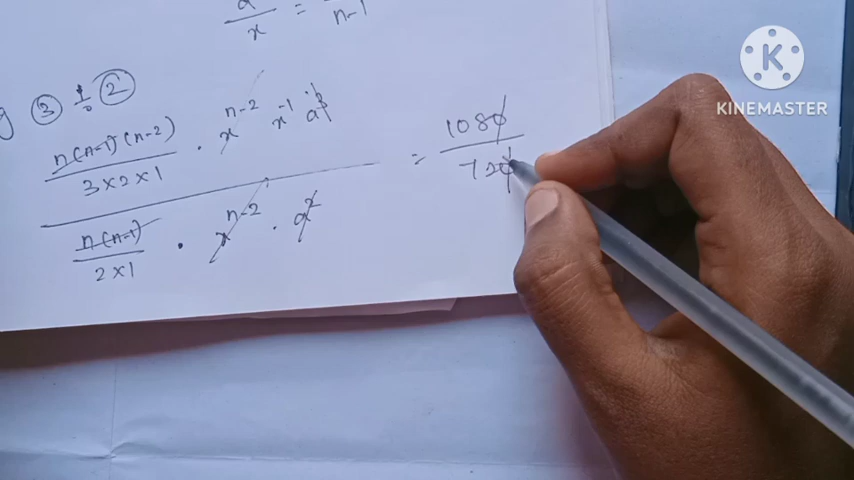 a/x = /n-1
g ③ ÷ ②
n(n-1)(n-2)/3×2×1 · x^n-2 x^-1 a^3
= 1080/720
n(n-1)/2×1 · x^n-2 · a^2
K
KINEMASTER